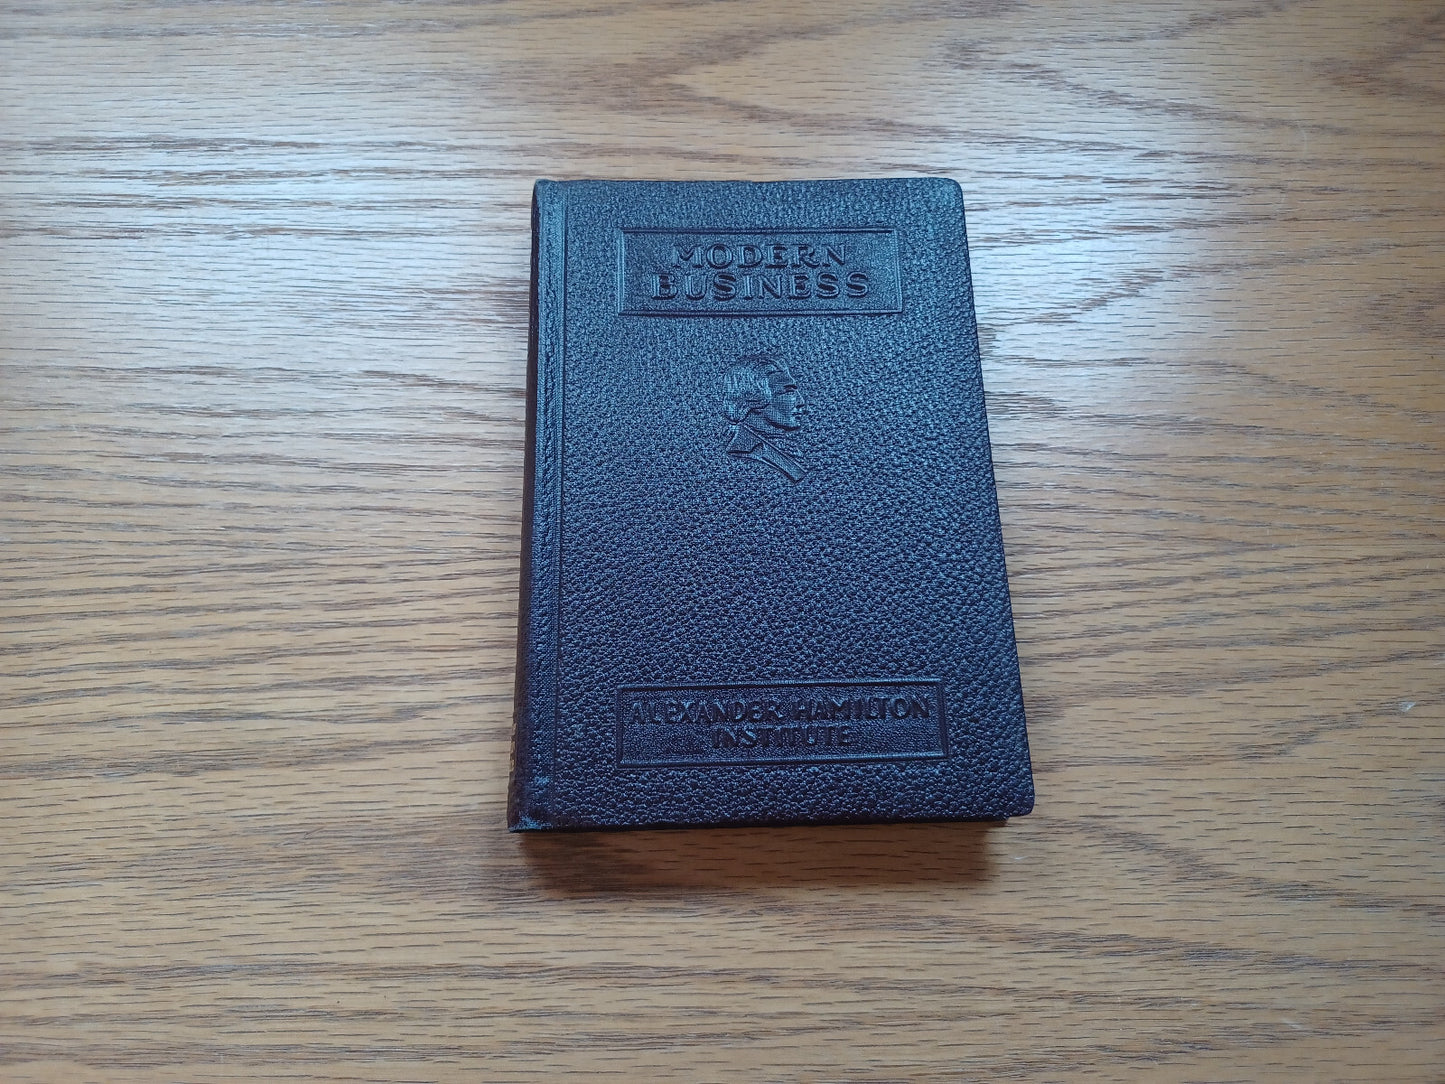 MODERN
BUSINESS
ALEXANDER HAMILTON
INSTITUTE